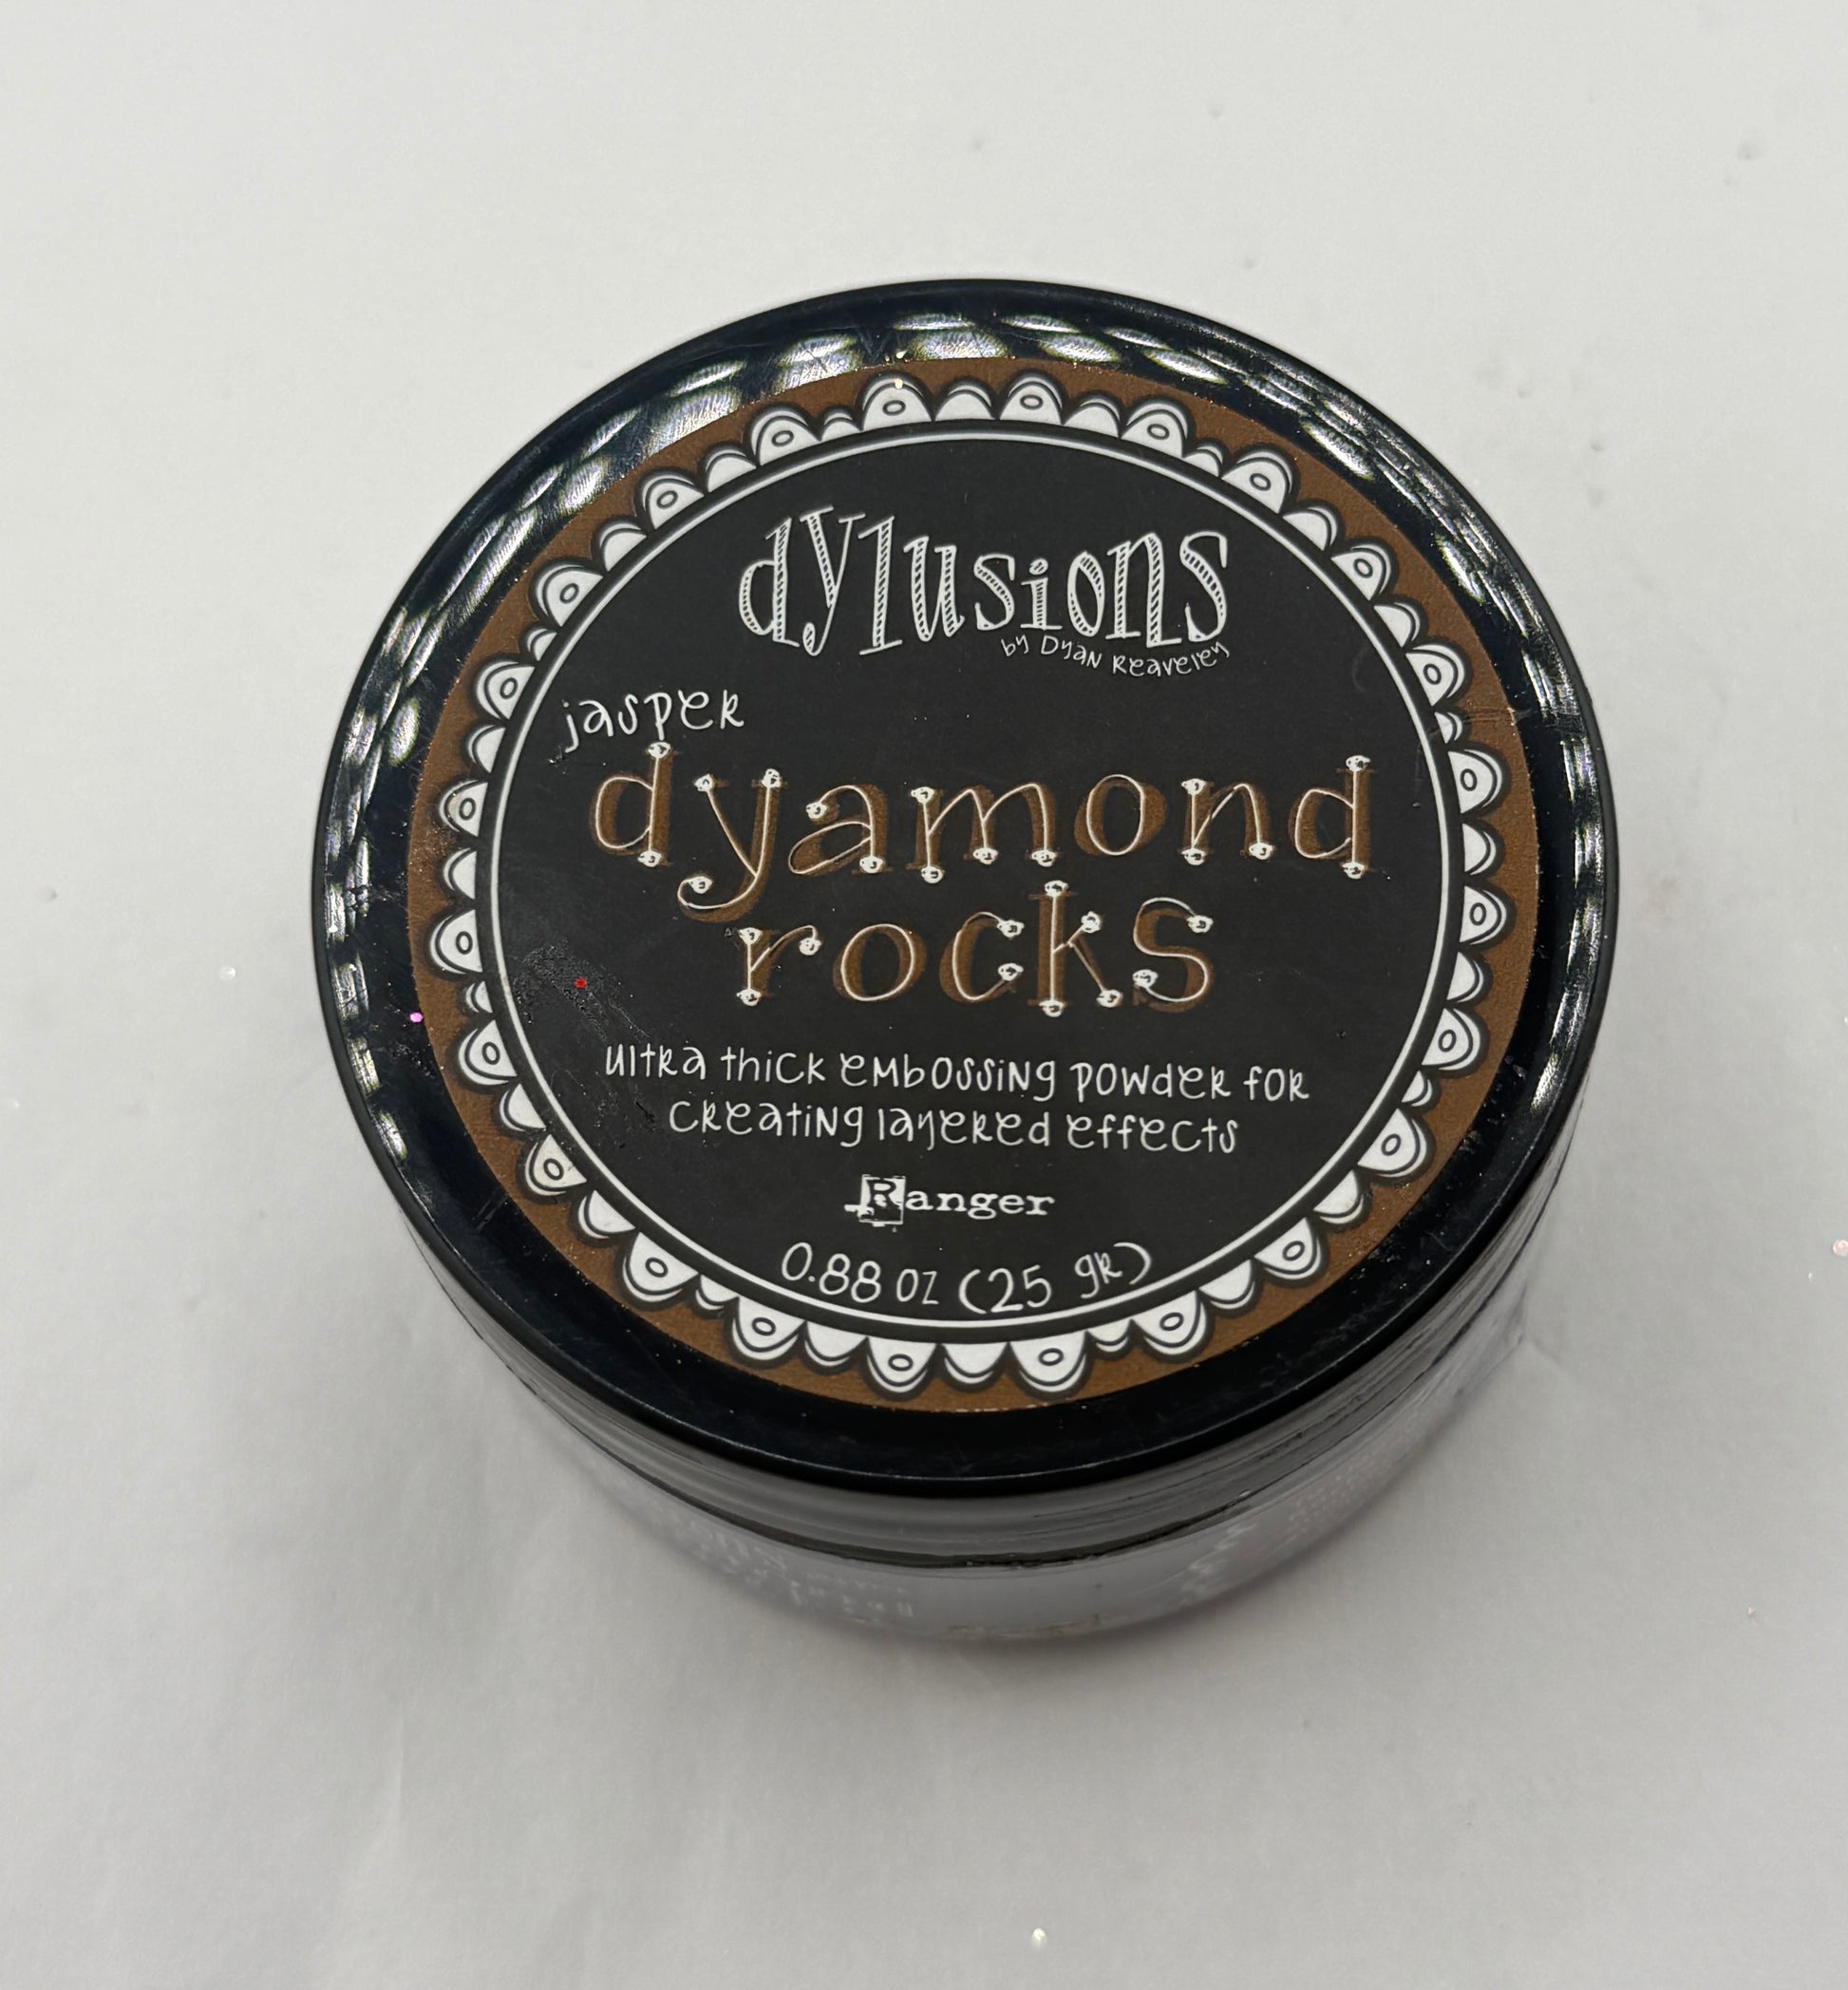 dylusions
by Dyan Reaveley
jasper
dyamond
rocks
ultra thick embossing powder for
creating layered effects
Ranger
0.88 oz (25 gr)